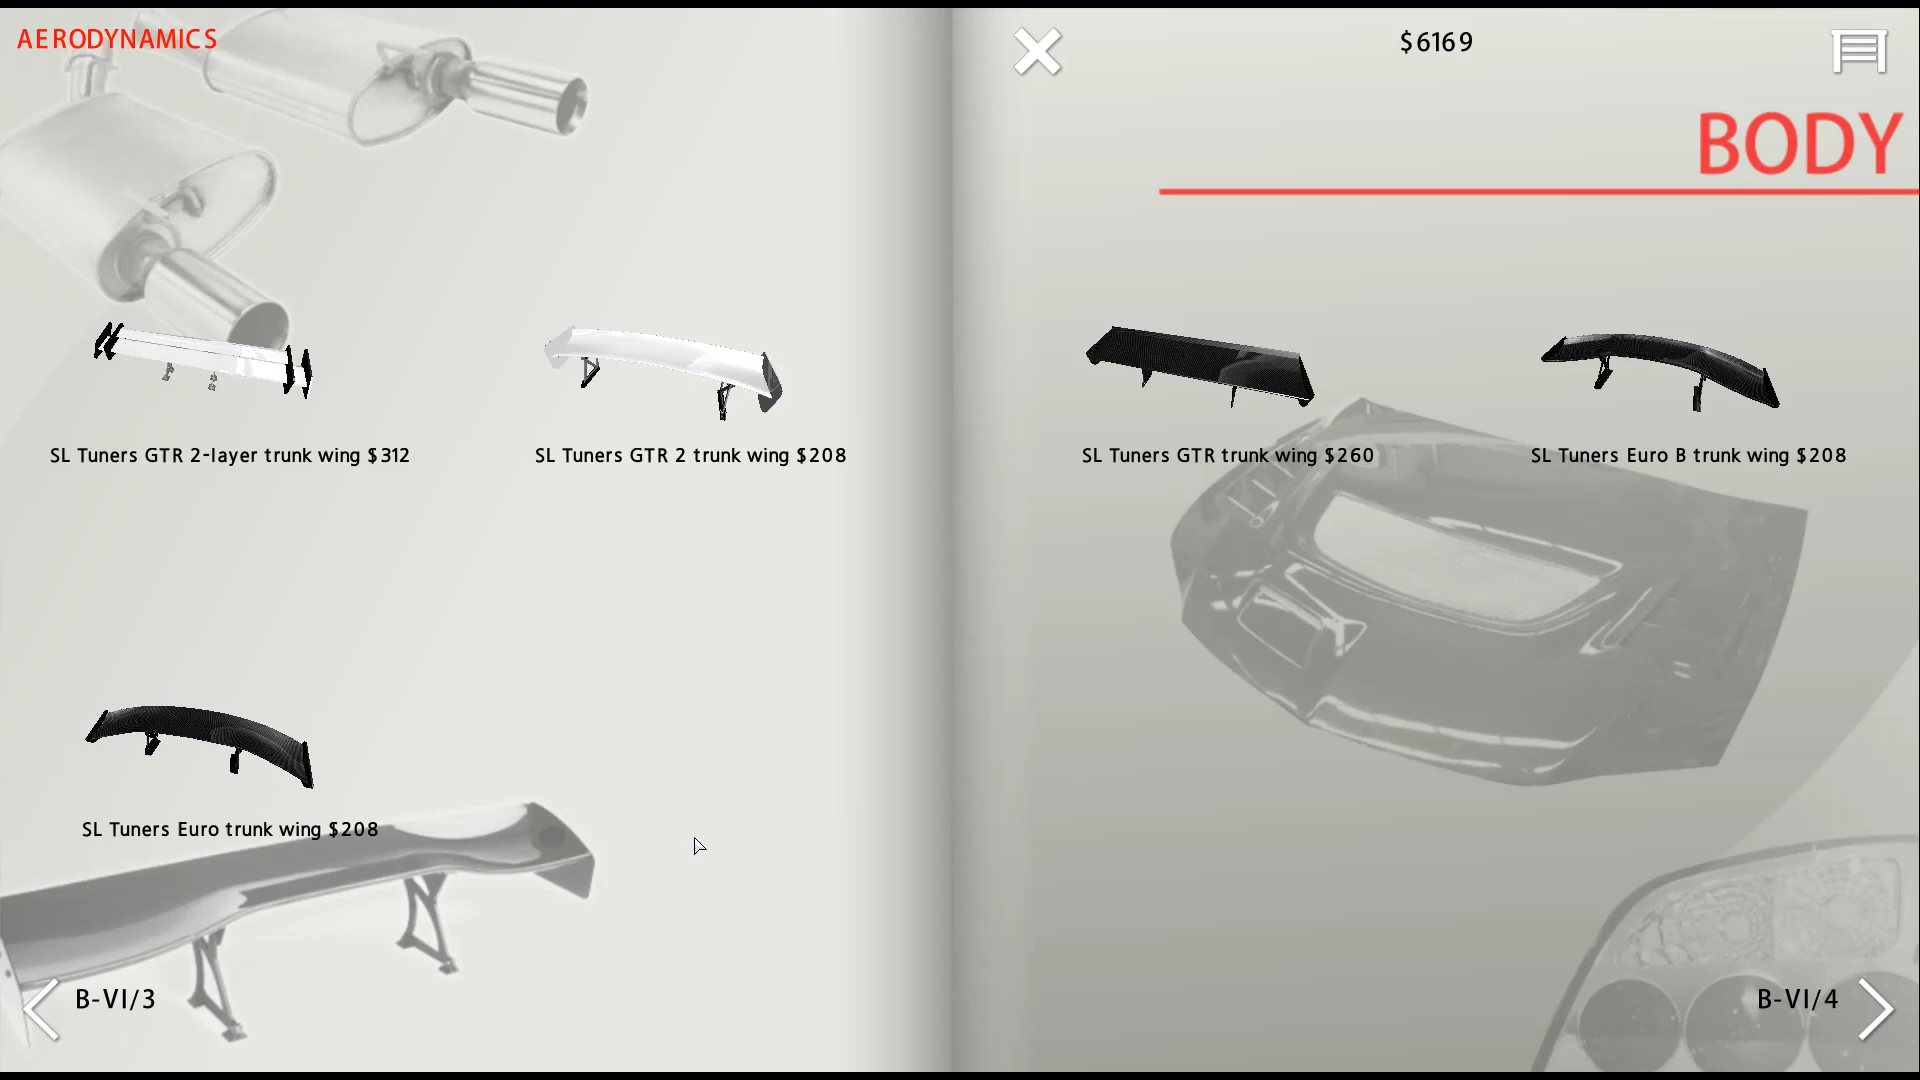 AERODYNAMICS
$6169
BODY
SL Tuners GTR 2-layer trunk wing $312
SL Tuners GTR 2 trunk wing $208
SL Tuners GTR trunk wing $260
SL Tuners Euro B trunk wing $208
SL Tuners Euro trunk wing $208
B-VI/3
B-VI/4